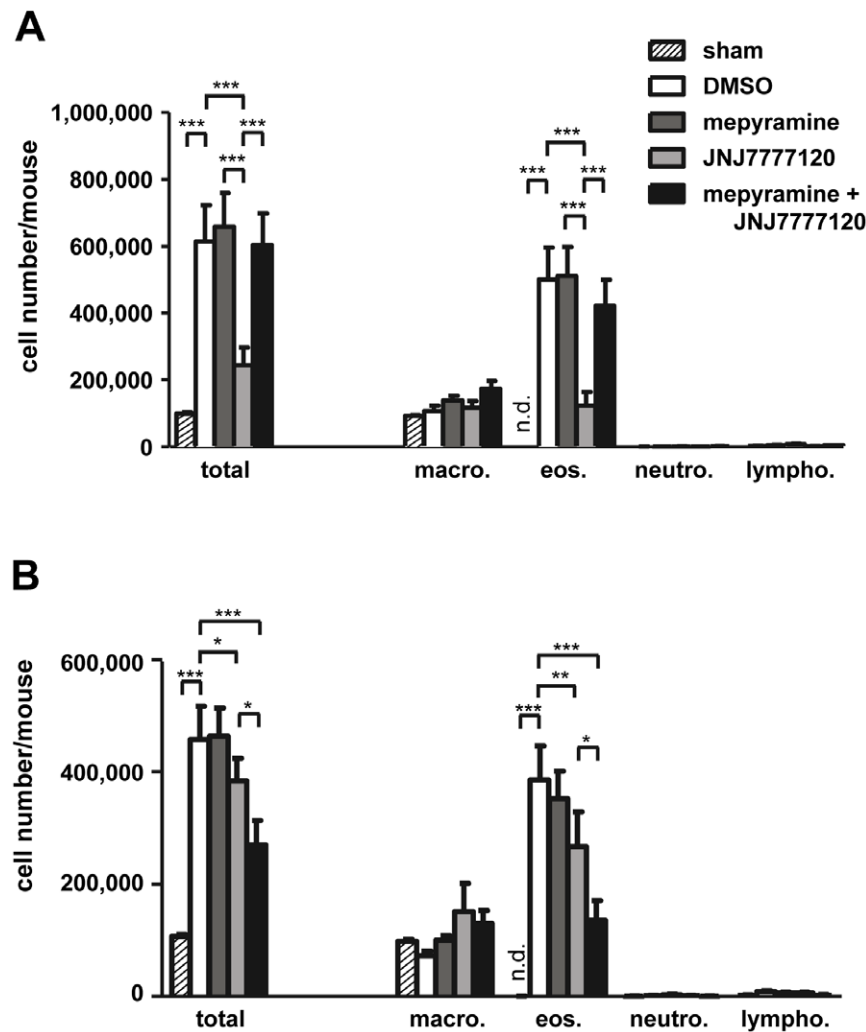 A
sham
DMSO
mepyramine
JNJ7777120
mepyramine +
JNJ7777120
cell number/mouse
1,000,000
800,000
600,000
400,000
200,000
0
***
***
***
***
***
***
***
***
n.d.
total
macro.
eos.
neutro.
lympho.
B
cell number/mouse
600,000
400,000
200,000
0
***
*
***
*
***
**
***
*
n.d.
total
macro.
eos.
neutro.
lympho.